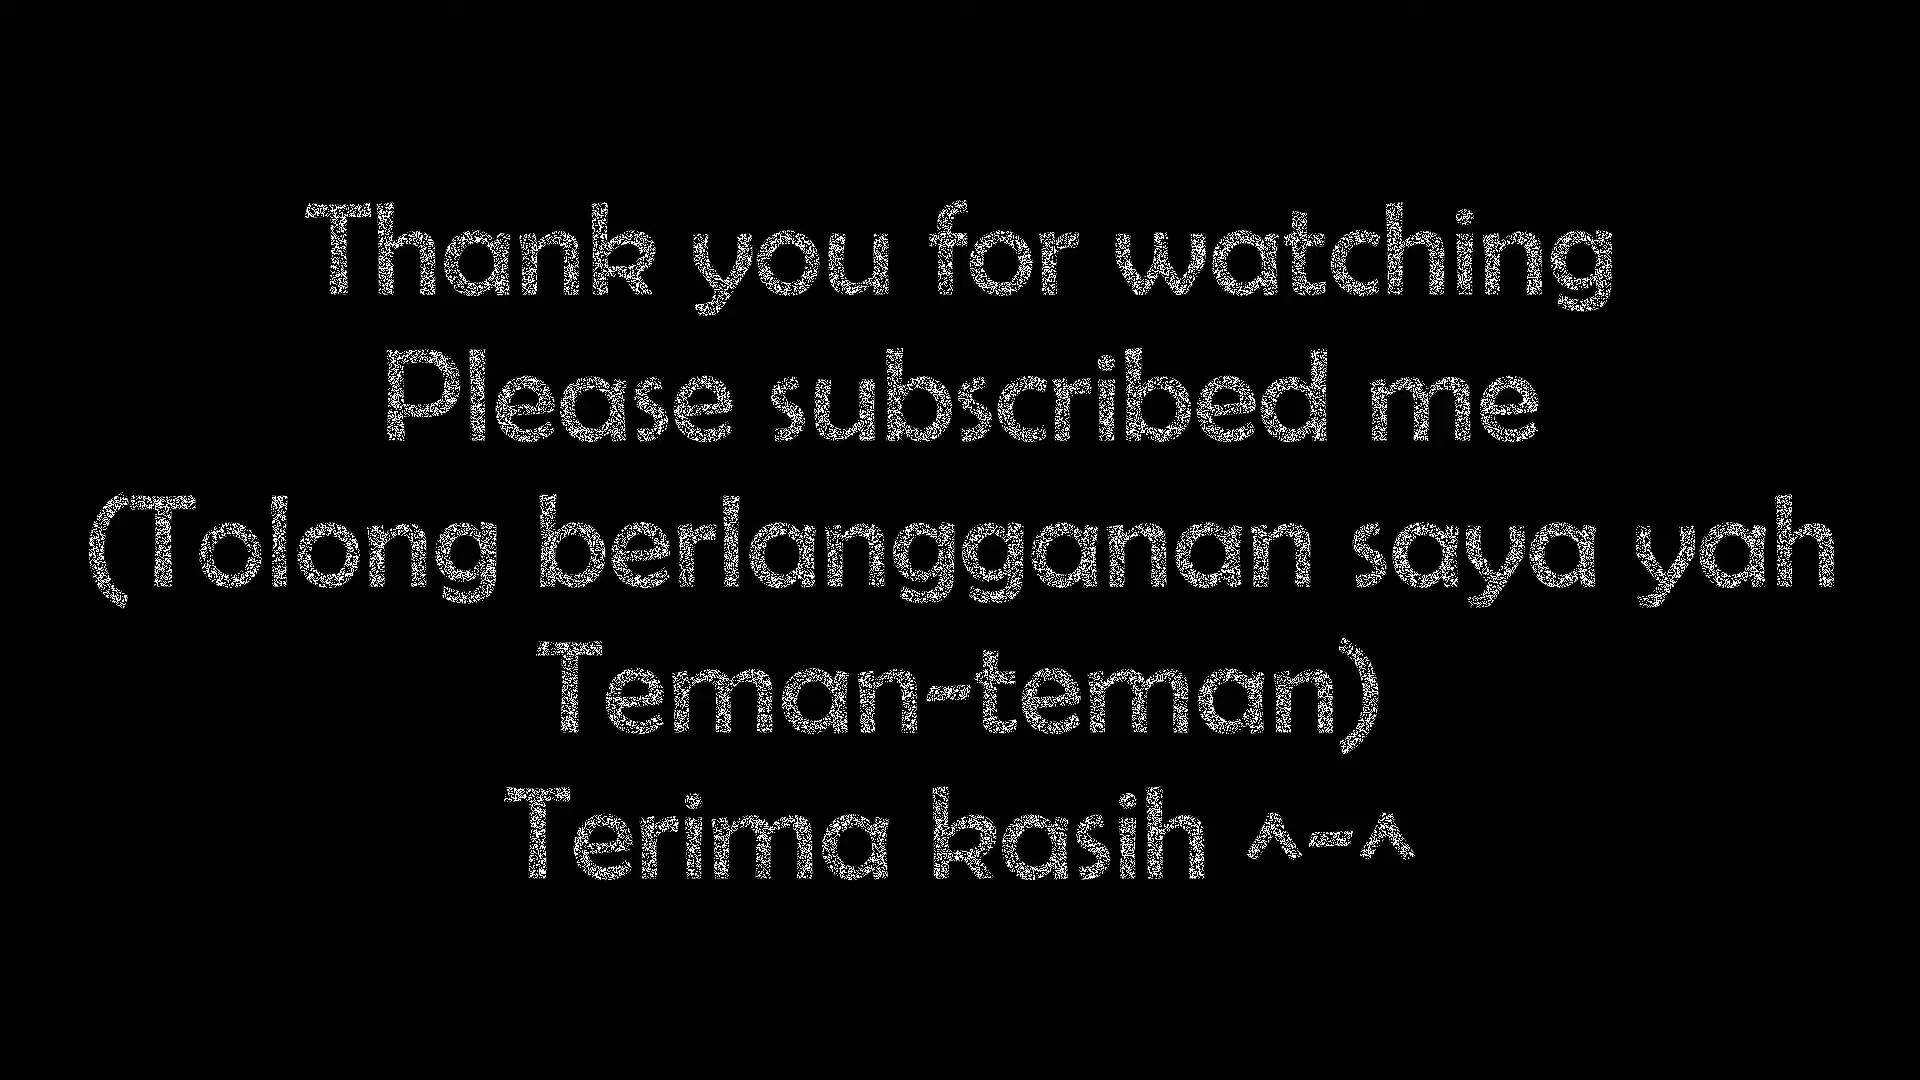 Thank you for watching
Please subscribed me
(Tolong berlangganan saya yah
Teman-teman)
Terima kasih ^-^